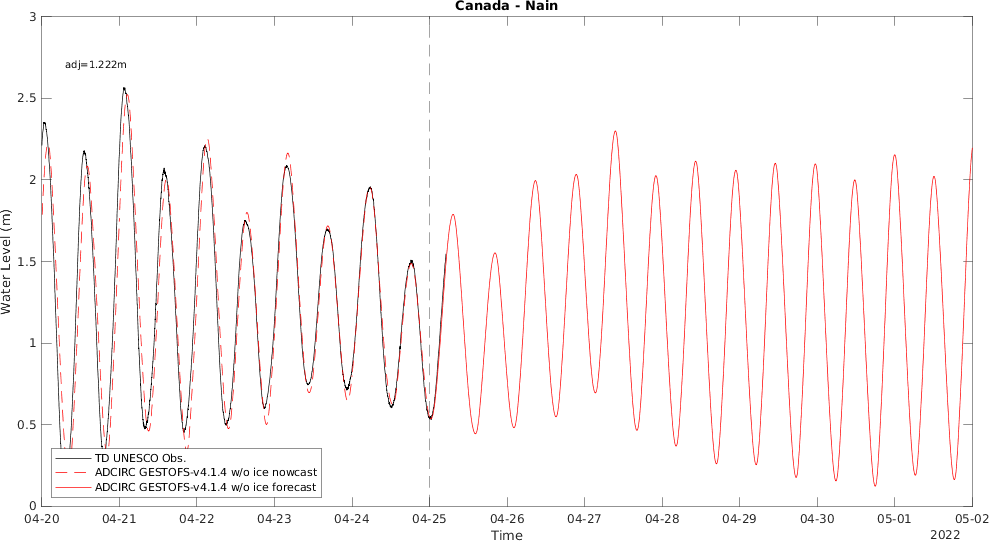 Canada - Nain
3
adj=1.222m
2.5
2
1.5
1
0.5
0
Water Level (m)
TD UNESCO Obs.
ADCIRC GESTOFS-v4.1.4 w/o ice nowcast
ADCIRC GESTOFS-v4.1.4 w/o ice forecast
04-20 04-21 04-22 04-23 04-24 04-25 04-26 04-27 04-28 04-29 04-30 05-01 05-02
Time
2022